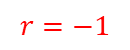 r = −1